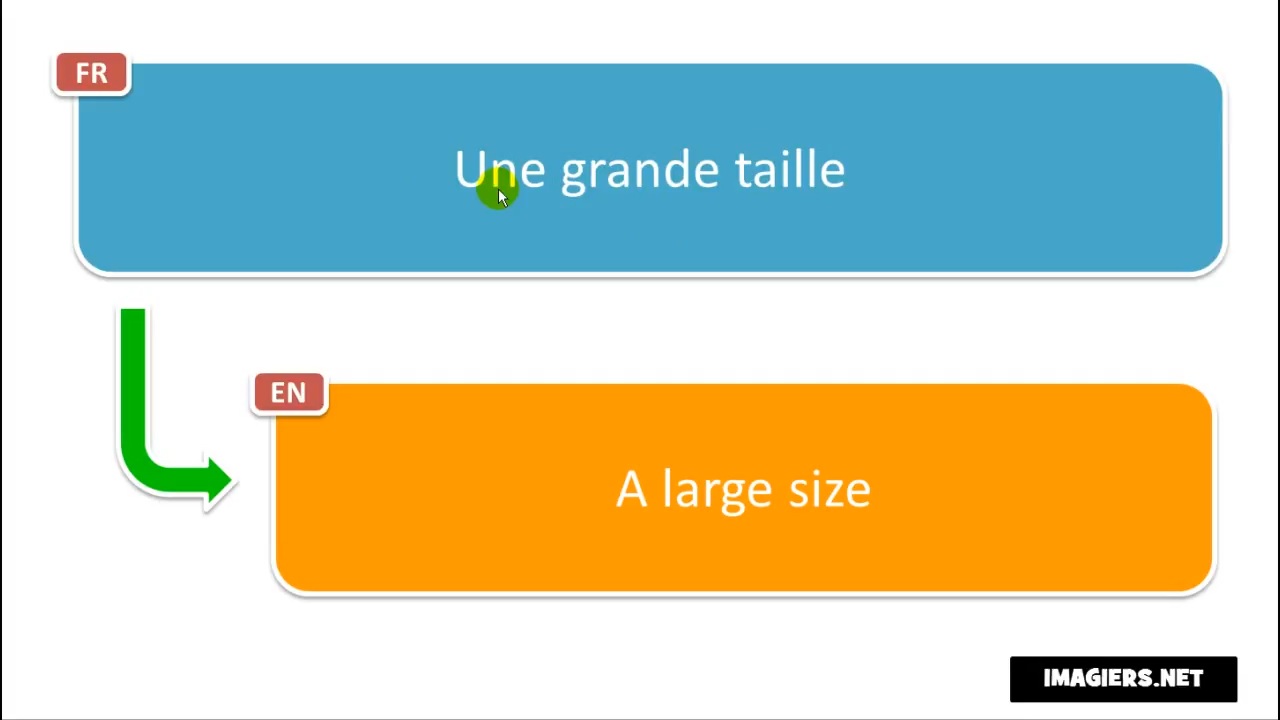 FR
Une grande taille
EN
A large size
IMAGIERS.NET